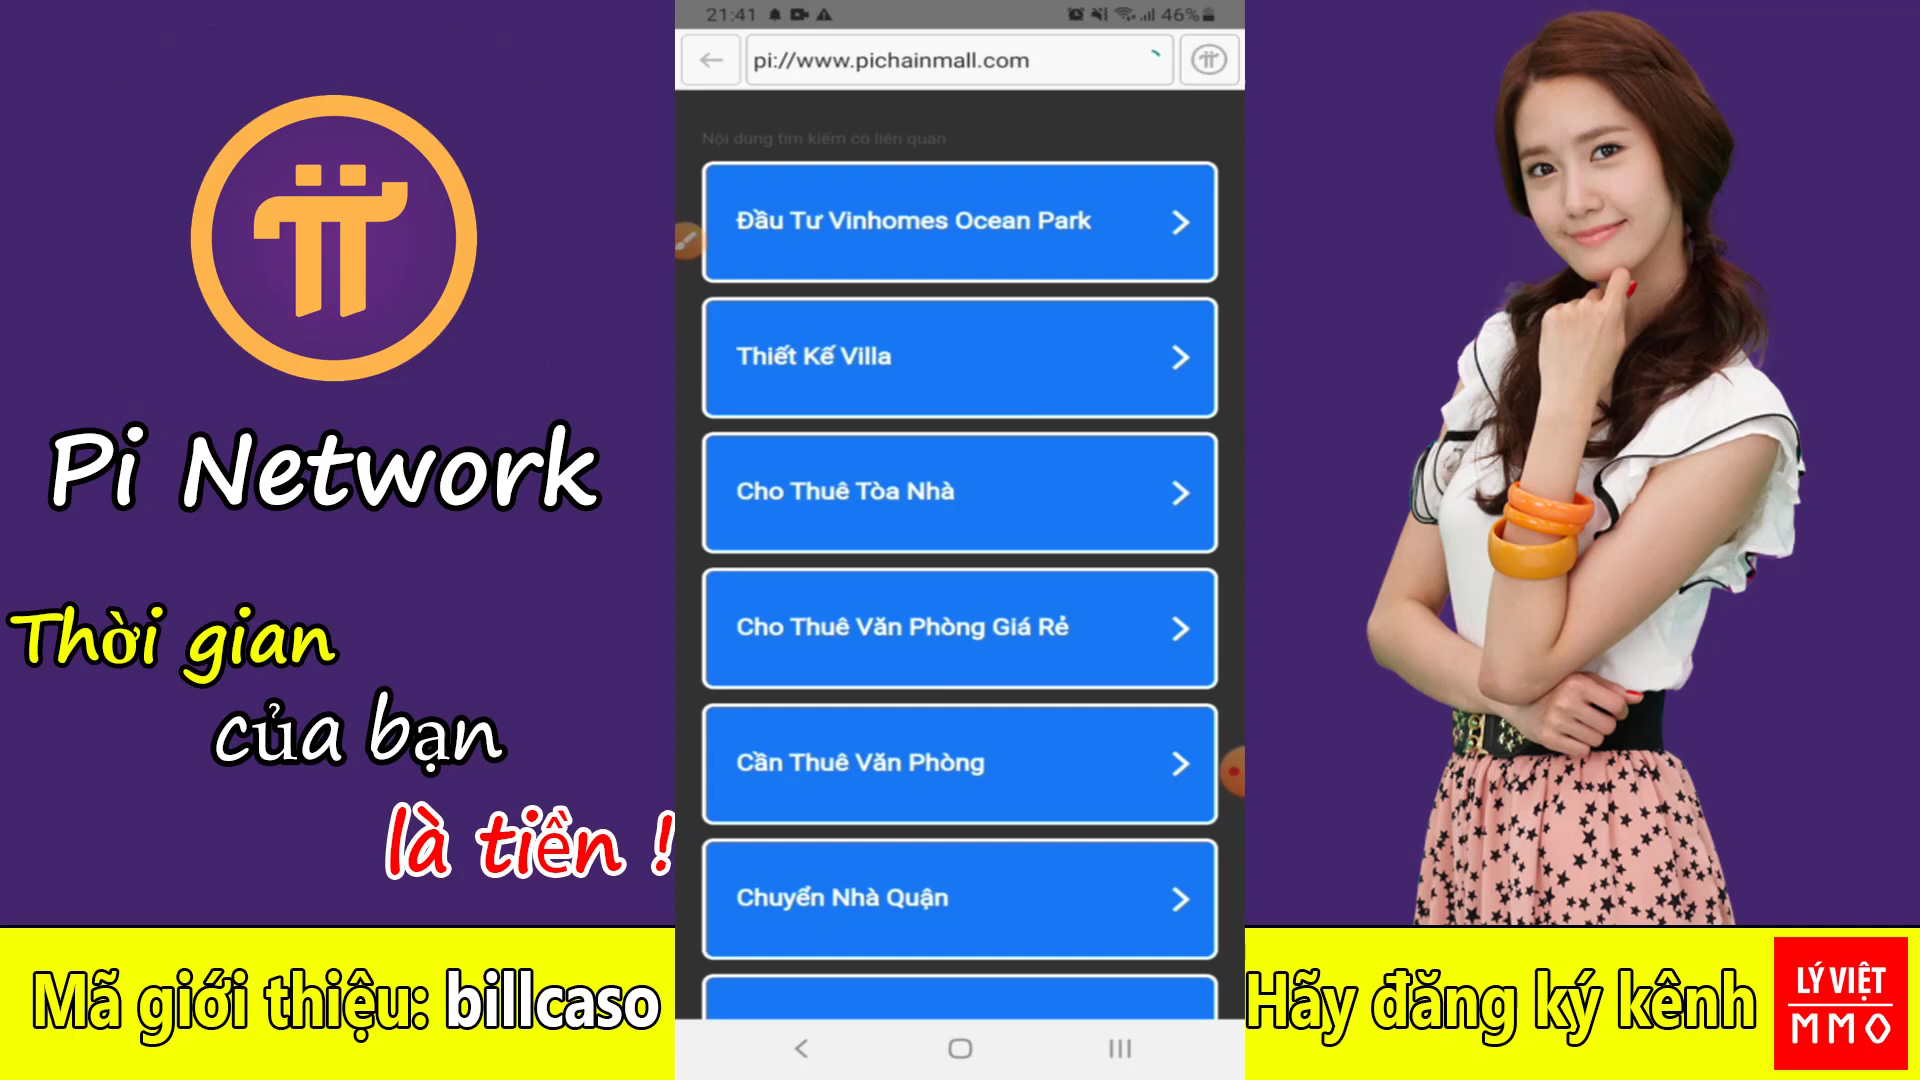 Pi Network
Thời gian
của bạn
là tiền !
Mã giới thiệu: billcaso
21:41
46%
pi://www.pichainmall.com
Nội dung tìm kiếm có liên quan
Đầu Tư Vinhomes Ocean Park
Thiết Kế Villa
Cho Thuê Tòa Nhà
Cho Thuê Văn Phòng Giá Rẻ
Cần Thuê Văn Phòng
Chuyển Nhà Quận
Hãy đăng ký kênh
LÝ VIỆT
MMO